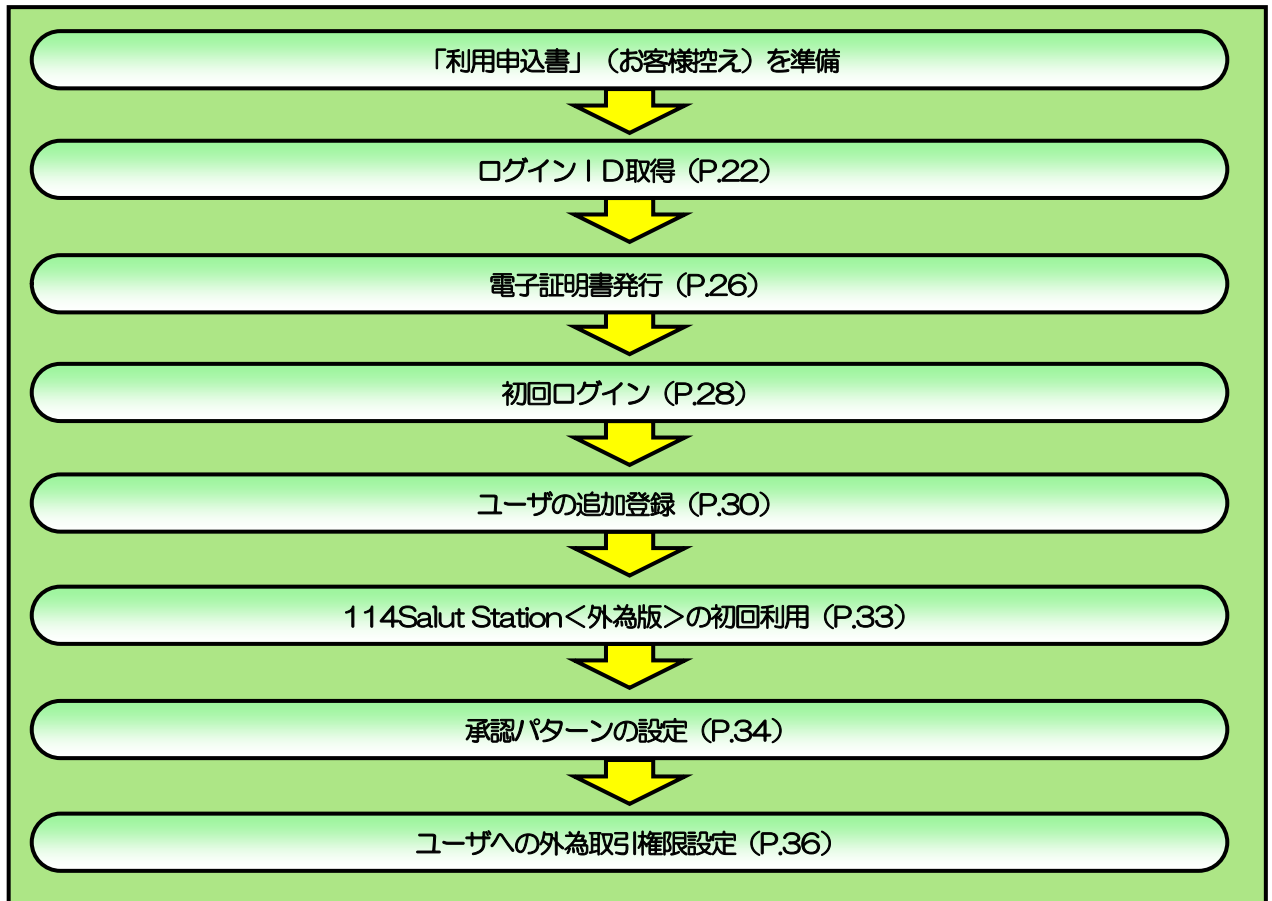 「利用申込書」（お客様控え）を準備
ログインＩＤ取得（P.22）
電子証明書発行（P.26）
初回ログイン（P.28）
ユーザの追加登録（P.30）
114Salut Station＜外為版＞の初回利用（P.33）
承認パターンの設定（P.34）
ユーザへの外為取引権限設定（P.36）